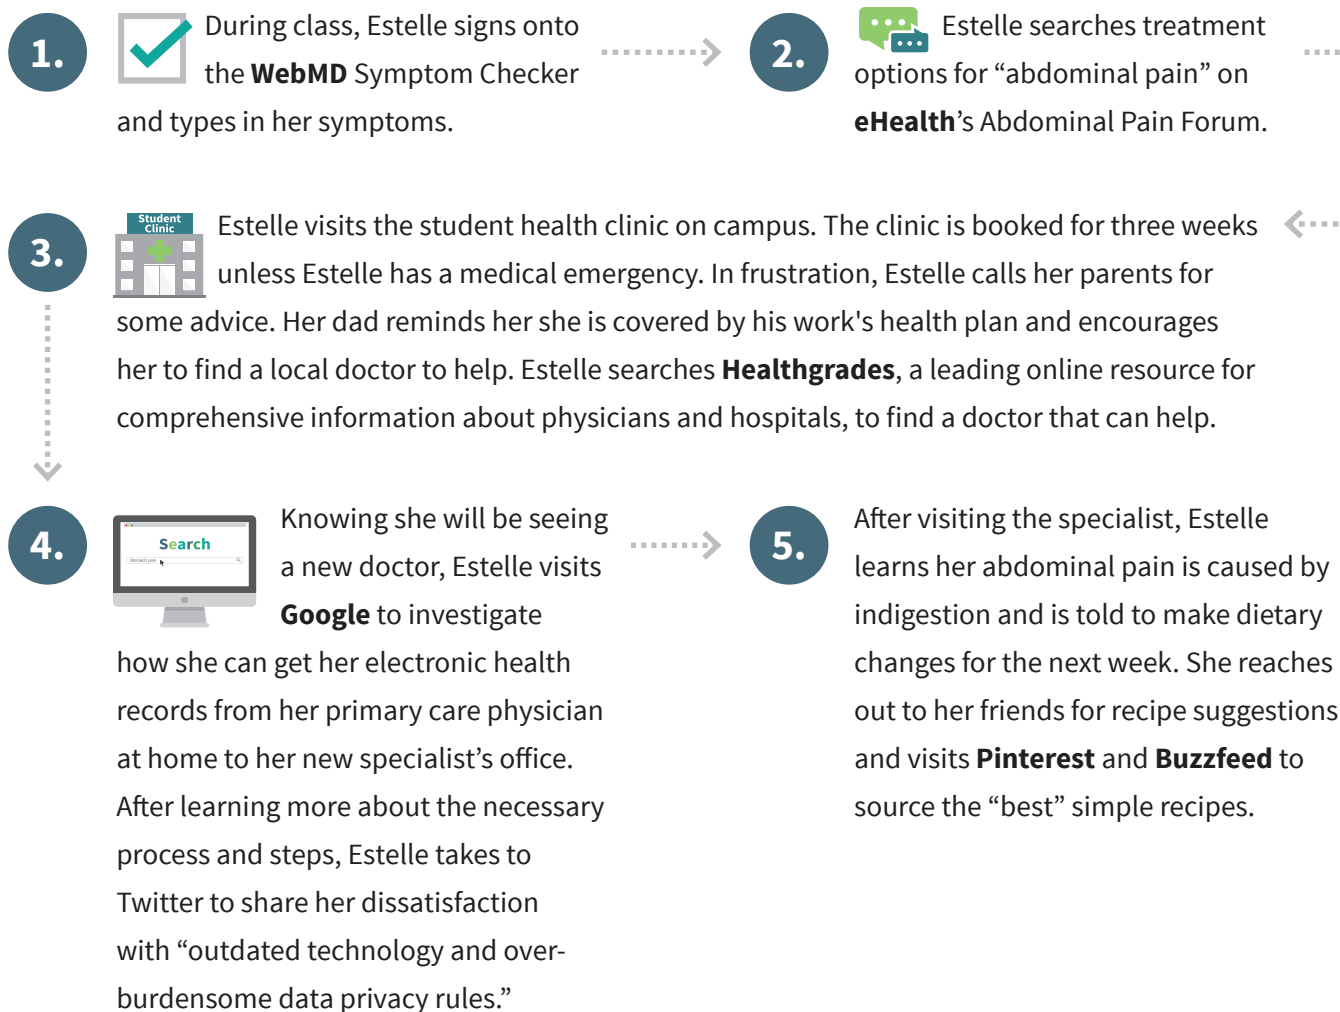 1.
During class, Estelle signs onto
the WebMD Symptom Checker
and types in her symptoms.
2.
Estelle searches treatment
options for “abdominal pain” on
eHealth’s Abdominal Pain Forum.
3.
Student
Clinic
Estelle visits the student health clinic on campus. The clinic is booked for three weeks
unless Estelle has a medical emergency. In frustration, Estelle calls her parents for
some advice. Her dad reminds her she is covered by his work's health plan and encourages
her to find a local doctor to help. Estelle searches Healthgrades, a leading online resource for
comprehensive information about physicians and hospitals, to find a doctor that can help.
4.
Search
Stomach pain
Knowing she will be seeing
a new doctor, Estelle visits
Google to investigate
how she can get her electronic health
records from her primary care physician
at home to her new specialist’s office.
After learning more about the necessary
process and steps, Estelle takes to
Twitter to share her dissatisfaction
with “outdated technology and over-
burdensome data privacy rules.”
5.
After visiting the specialist, Estelle
learns her abdominal pain is caused by
indigestion and is told to make dietary
changes for the next week. She reaches
out to her friends for recipe suggestions
and visits Pinterest and Buzzfeed to
source the “best” simple recipes.